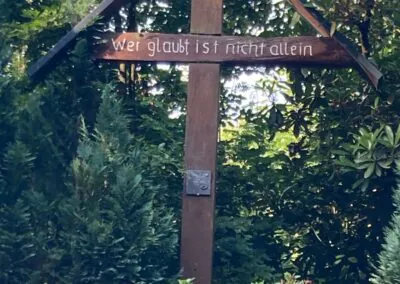 Wer glaubt ist nicht allein